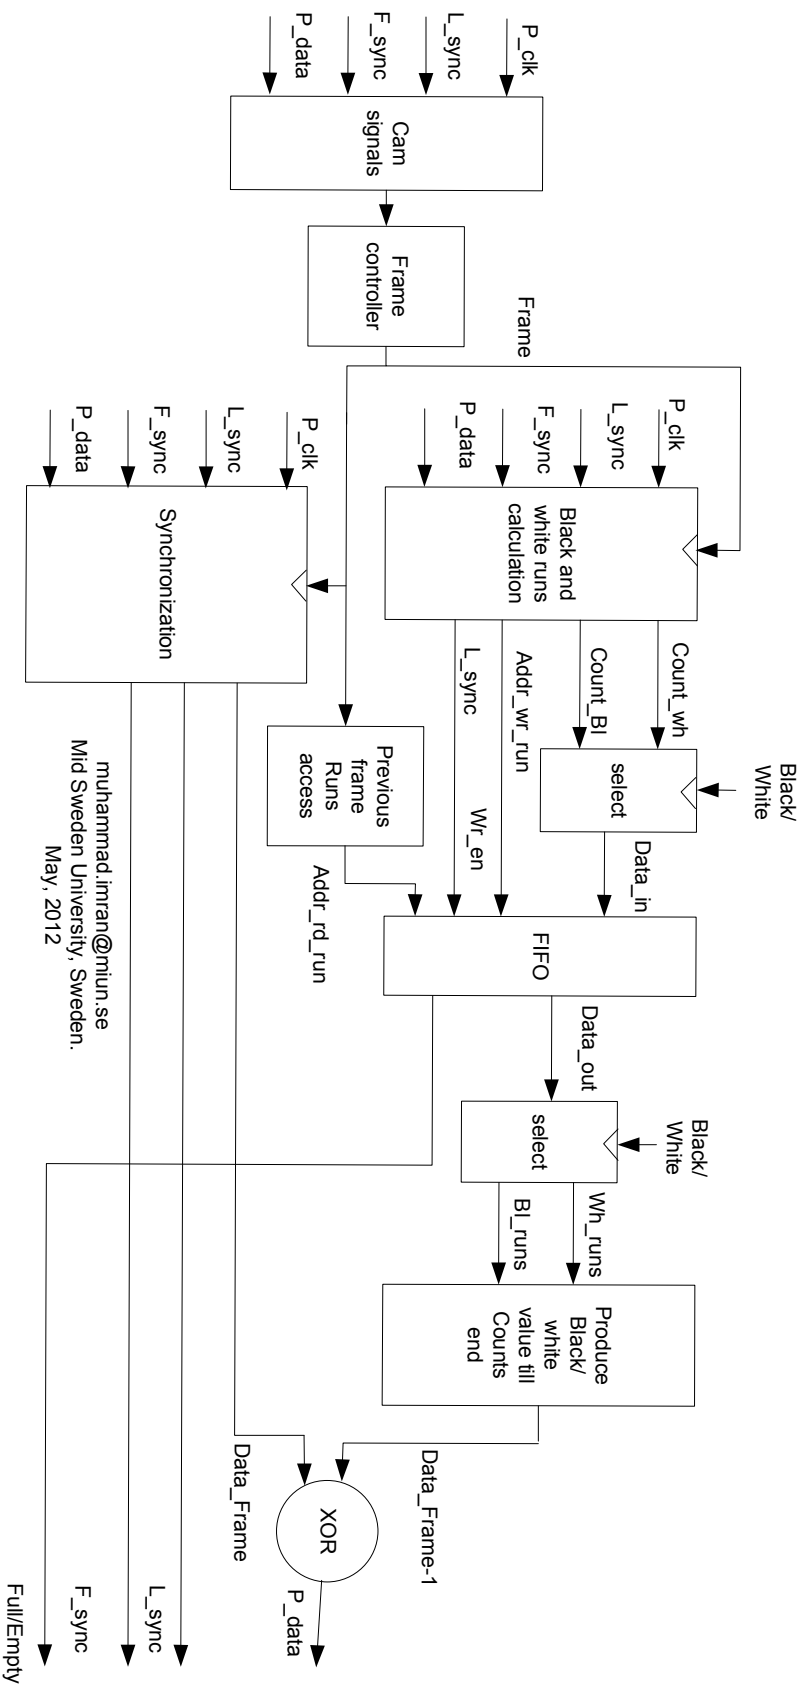 P_clk
L_sync
F_sync
P_data
Cam
signals
Frame
controller
Frame
P_clk
L_sync
F_sync
P_data
Black and
white runs
calculation
Count_wh
Count_Bl
Addr_wr_run
L_sync
Wr_en
Black/
White
select
Data_in
FIFO
Data_out
Black/
White
select
Wh_runs
Bl_runs
Produce
Black/
white
value till
Counts
end
Data_Frame-1
P_clk
L_sync
F_sync
P_data
Synchronization
Previous
frame
Runs
access
Addr_rd_run
Data_Frame
XOR
P_data
L_sync
F_sync
Full/Empty
muhammad.imran@miun.se
Mid Sweden University, Sweden.
May, 2012